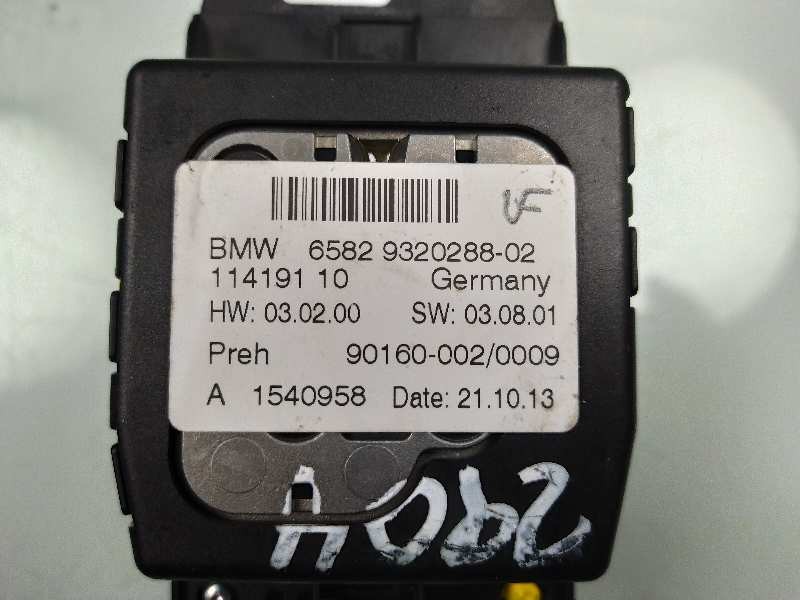 UF
BMW 6582 9320288-02
114191 10 Germany
HW: 03.02.00 SW: 03.08.01
Preh 90160-002/0009
A 1540958 Date: 21.10.13